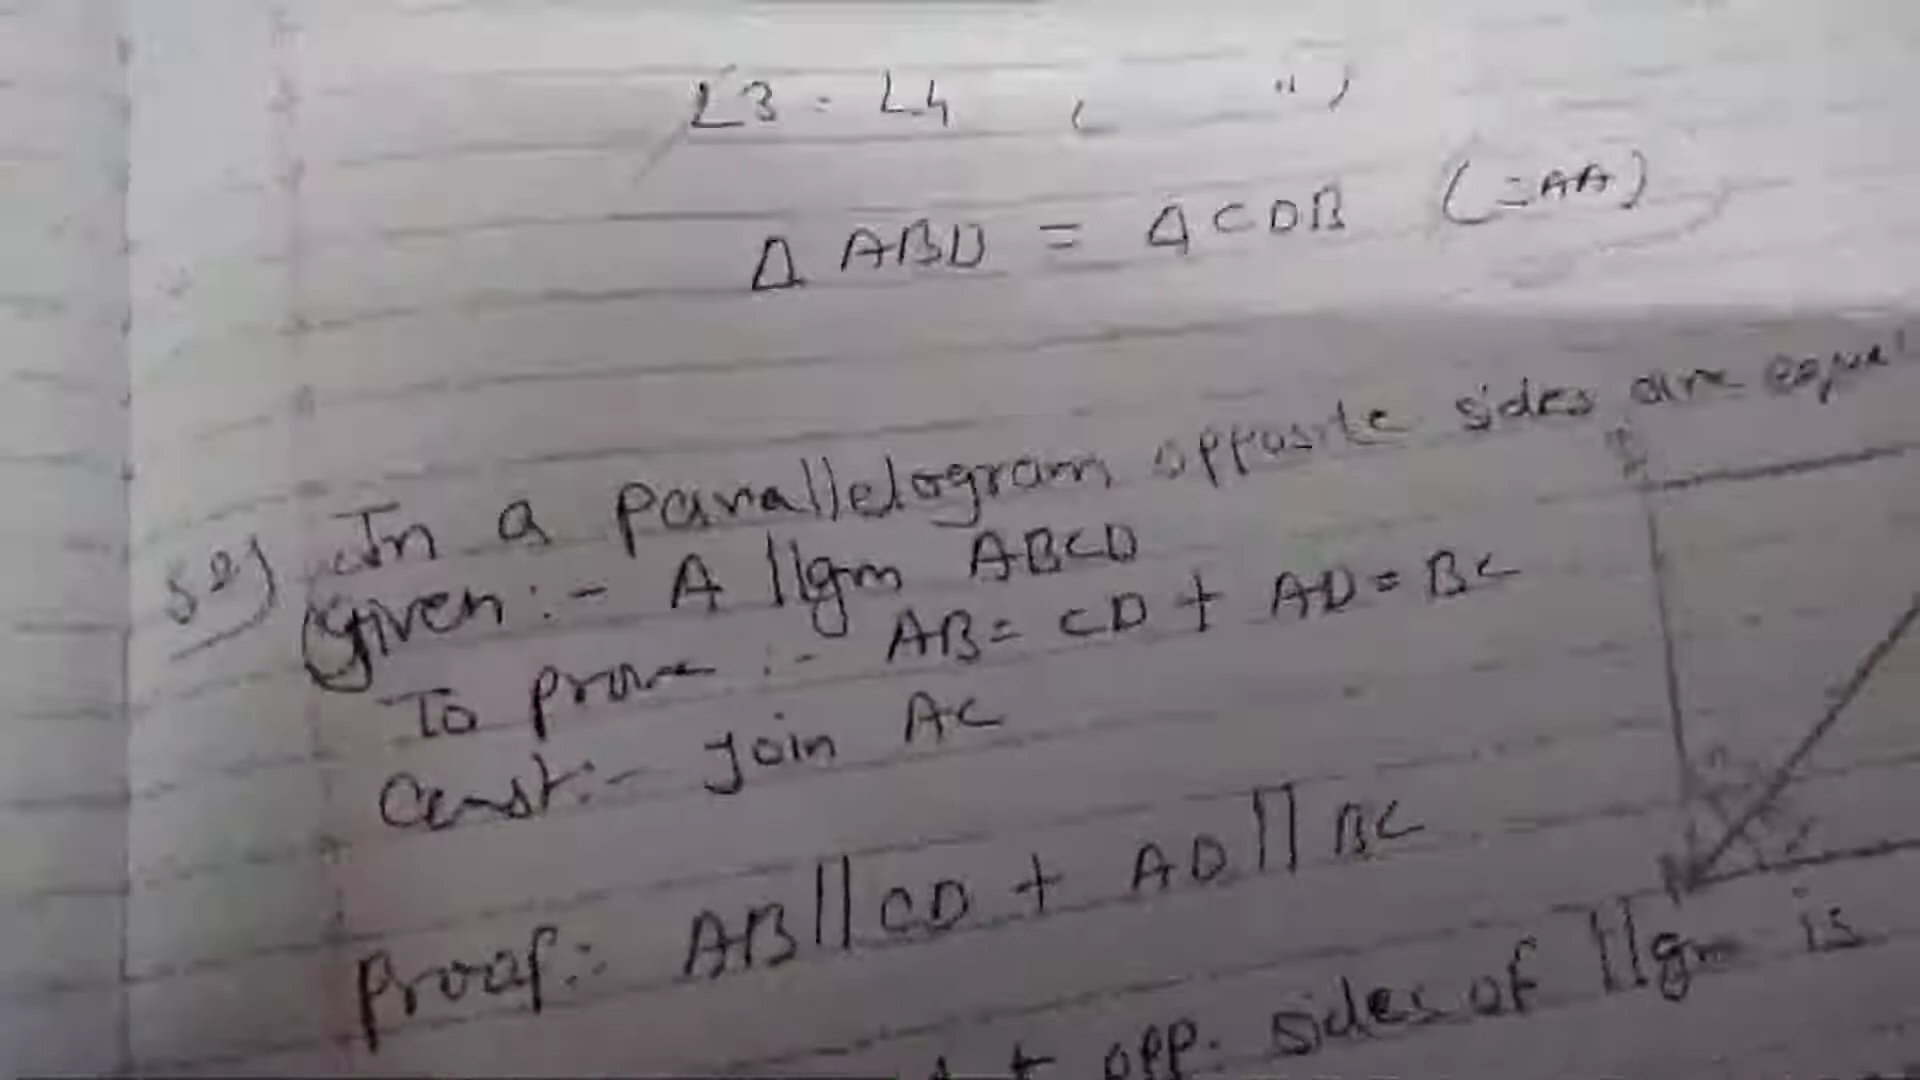 ∠3 = ∠4 ( " )
Δ ABD = Δ CDB (=AA)
In a parallelogram opposite sides are equal
Given :- A ||gm ABCD
To prove :- AB = CD + AD = BC
Const :- Join AC
Proof :- AB || CD + AD || BC
opp. sides of ||gm is